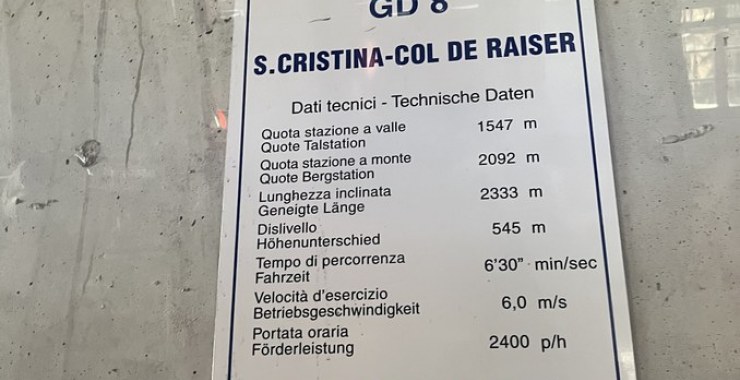 GD 8
S.CRISTINA-COL DE RAISER
Dati tecnici - Technische Daten
Quota stazione a valle 1547 m
Quote Talstation
Quota stazione a monte 2092 m
Quote Bergstation
Lunghezza inclinata 2333 m
Geneigte Länge
Dislivello 545 m
Höhenunterschied
Tempo di percorrenza 6'30" min/sec
Fahrzeit
Velocità d'esercizio 6,0 m/s
Betriebsgeschwindigkeit
Portata oraria 2400 p/h
Förderleistung